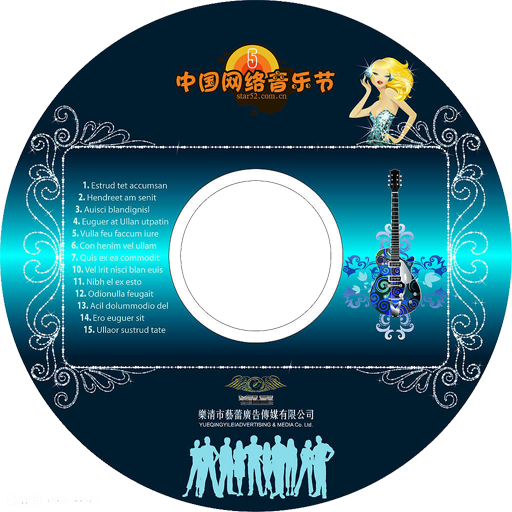 5
中国网络音乐节
star52.com.cn
1. Estrud tet accumsan
2. Hendreet am senit
3. Auisci blandignisl
4. Euguer at Ullan utpatin
5. Vulla feu faccum iure
6. Con henim vel ullam
7. Quis ex ea commodit
10. Vel irit nisci blan euis
11. Nibh el ex esto
12. Odionulla feugait
13. Acil dolummodio del
14. Ero euguer sit
15. Ullaor sustrud tate
樂清市藝蕾廣告傳媒有限公司
YUEQINGYILEIADVERTISING & MEDIA Co. Ltd.